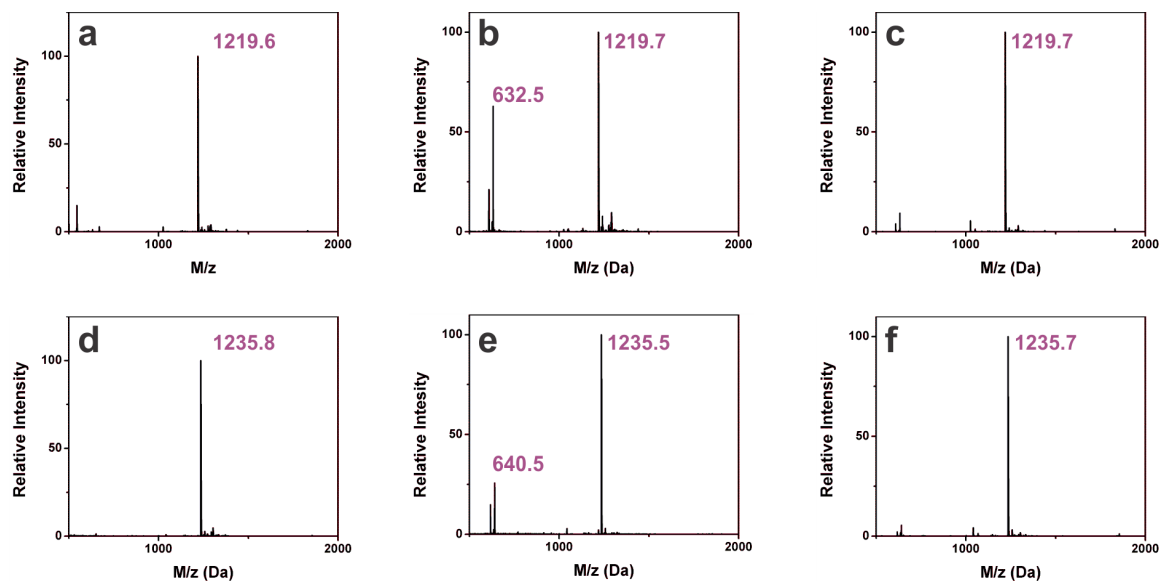 a
1219.6
100
50
0
1000
2000
Relative Intensity
M/z
b
1219.7
632.5
100
50
0
1000
2000
Relative Intensity
M/z (Da)
c
1219.7
100
50
0
1000
2000
Relative Intensity
M/z (Da)
d
1235.8
100
50
0
1000
2000
Relative Intensity
M/z (Da)
e
1235.5
640.5
100
50
0
1000
2000
Relative Intesity
M/z (Da)
f
1235.7
100
50
0
1000
2000
Relative Intensity
M/z (Da)